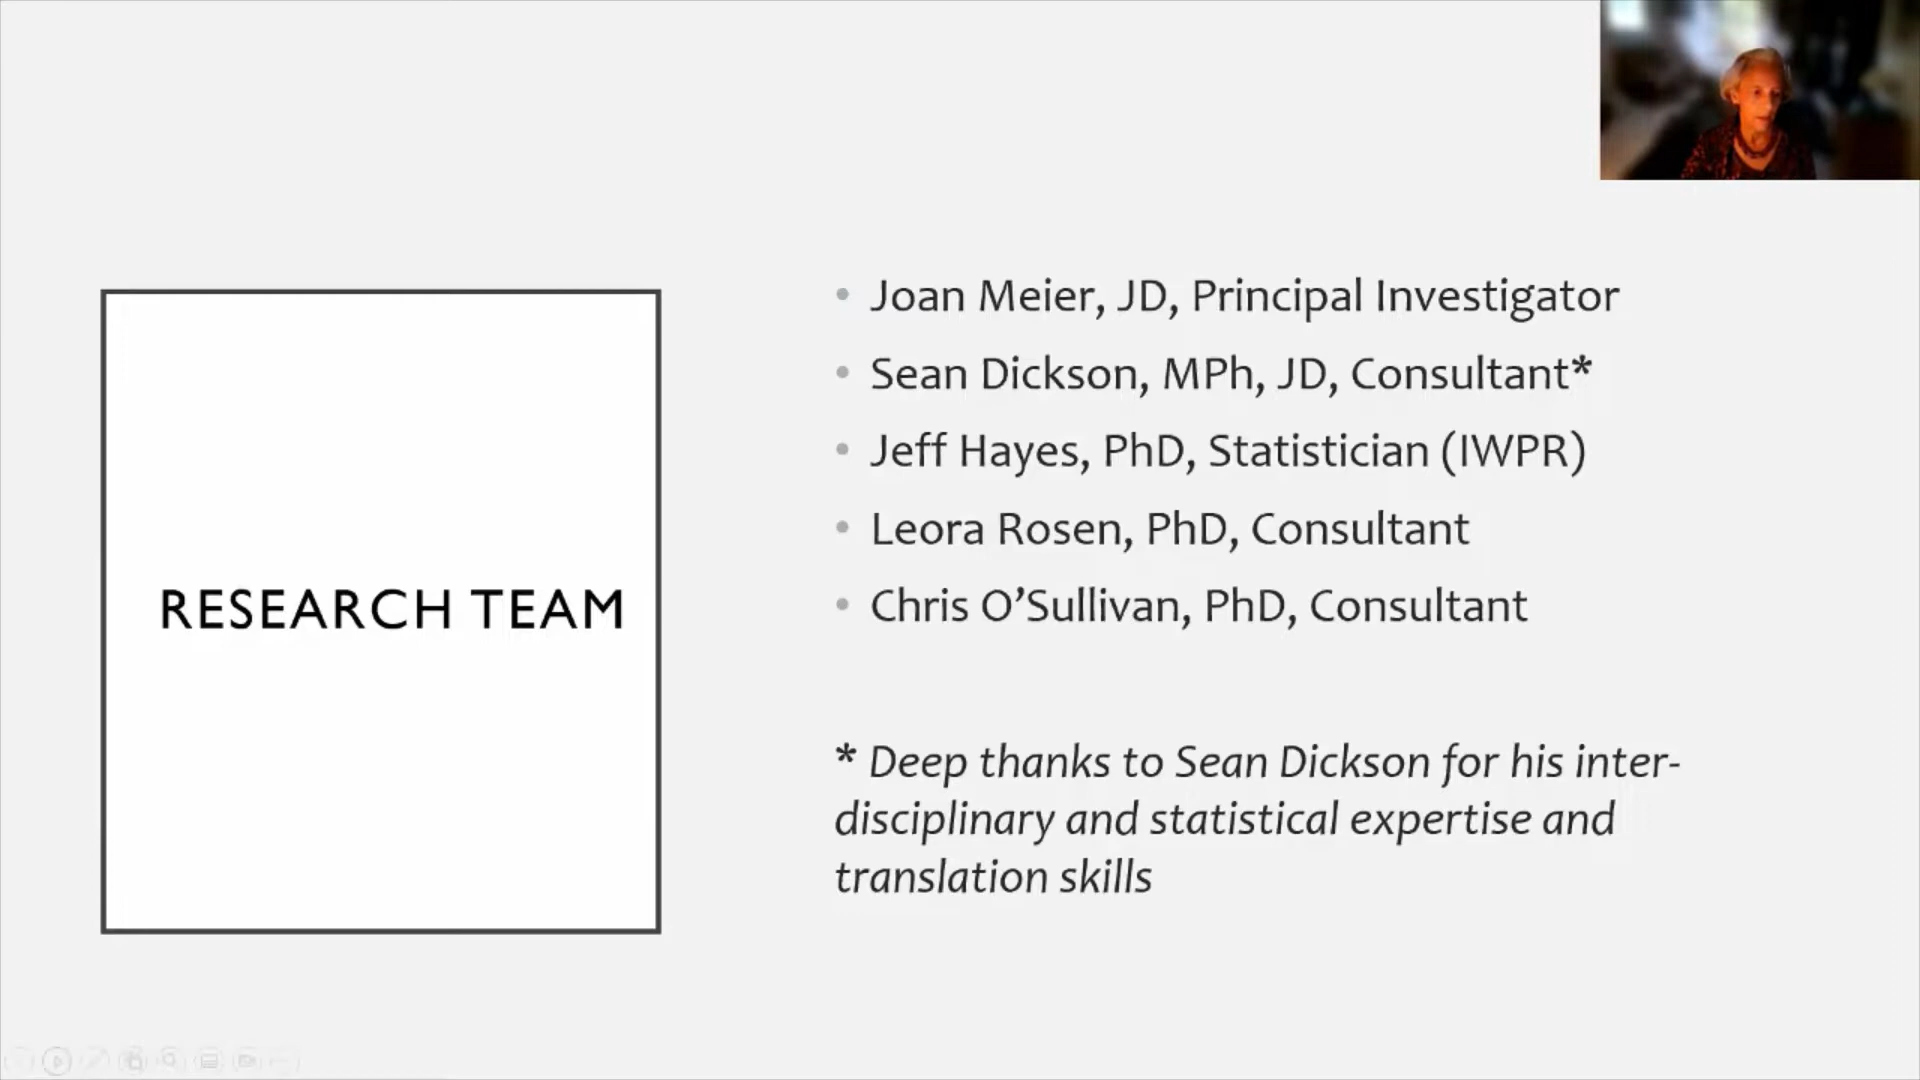 RESEARCH TEAM
• Joan Meier, JD, Principal Investigator
• Sean Dickson, MPh, JD, Consultant*
• Jeff Hayes, PhD, Statistician (IWPR)
• Leora Rosen, PhD, Consultant
• Chris O’Sullivan, PhD, Consultant
* Deep thanks to Sean Dickson for his inter-
disciplinary and statistical expertise and
translation skills